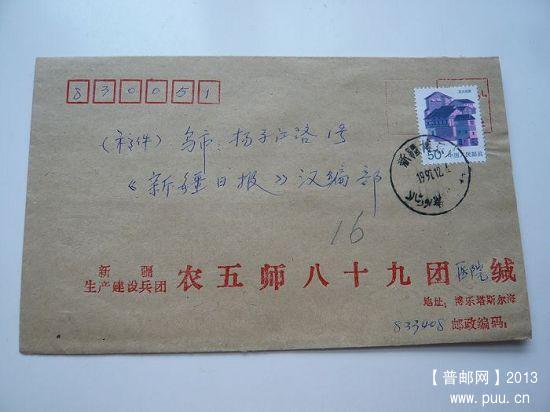 830051
(稿件) 乌市、扬子江路1号
《新疆日报》汉编部
16
50 中国人民邮政
新疆
生产建设兵团 农五师八十九团医院缄
地址：博乐塔斯尔海
833408 邮政编码：
【普邮网】2013
www.puu.cn